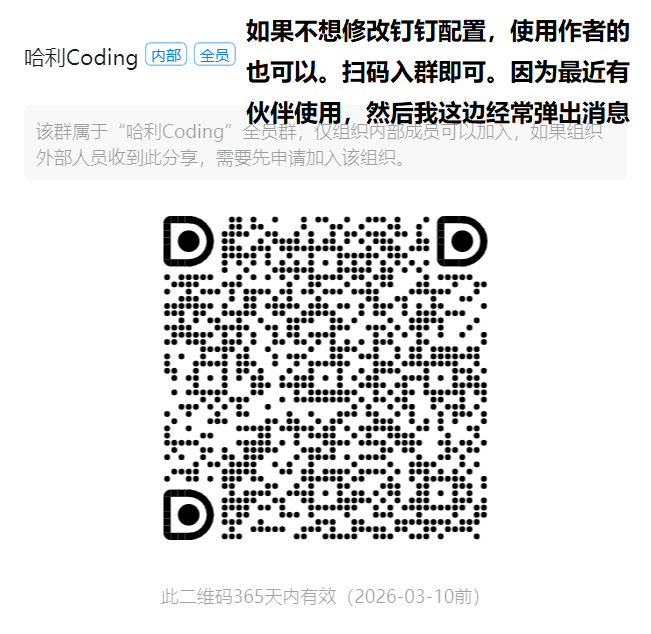 哈利Coding 内部 全员
如果不想修改钉钉配置，使用作者的
也可以。扫码入群即可。因为最近有
伙伴使用，然后我这边经常弹出消息
该群属于“哈利Coding”全员群，仅组织内部成员可以加入，如果组织
外部人员收到此分享，需要先申请加入该组织。
此二维码365天内有效（2026-03-10前）